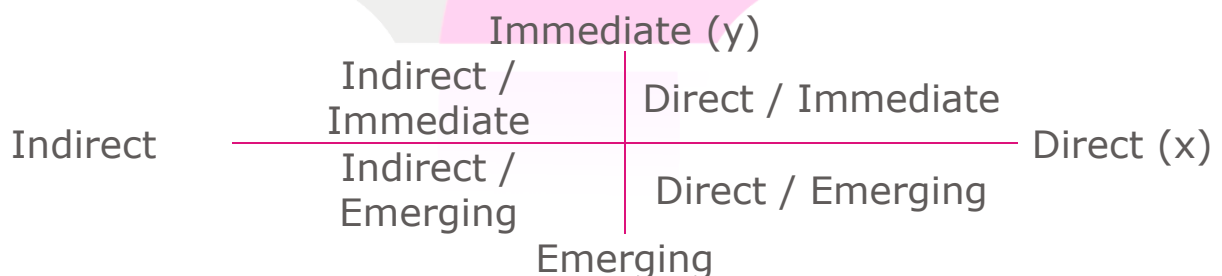 Immediate (y)
Indirect /
Immediate
Direct / Immediate
Indirect
Direct (x)
Indirect /
Emerging
Direct / Emerging
Emerging